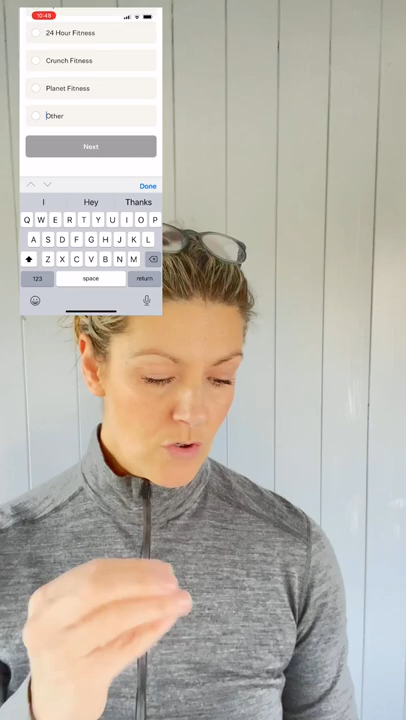 10:48
24 Hour Fitness
Crunch Fitness
Planet Fitness
Other
Next
Done
I Hey Thanks
Q W E R T Y U I O P
A S D F G H J K L
Z X C V B N M
123 space return